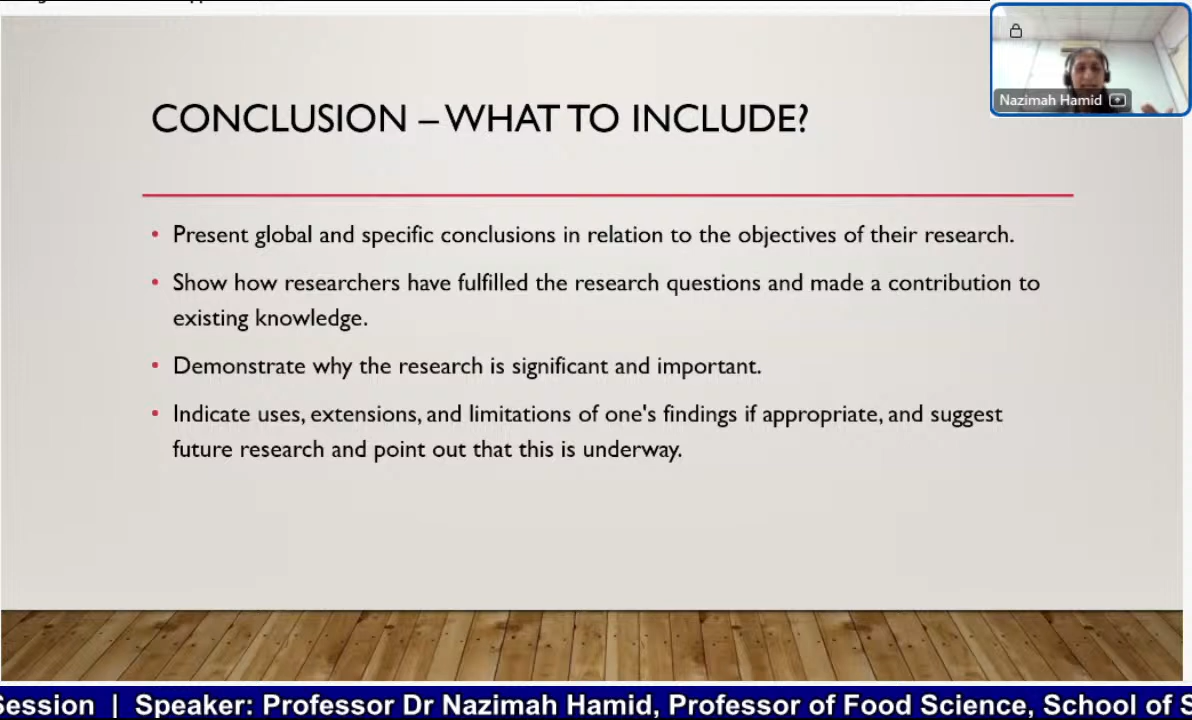 CONCLUSION – WHAT TO INCLUDE?
Nazimah Hamid
• Present global and specific conclusions in relation to the objectives of their research.
• Show how researchers have fulfilled the research questions and made a contribution to
existing knowledge.
• Demonstrate why the research is significant and important.
• Indicate uses, extensions, and limitations of one's findings if appropriate, and suggest
future research and point out that this is underway.
Session | Speaker: Professor Dr Nazimah Hamid, Professor of Food Science, School of S